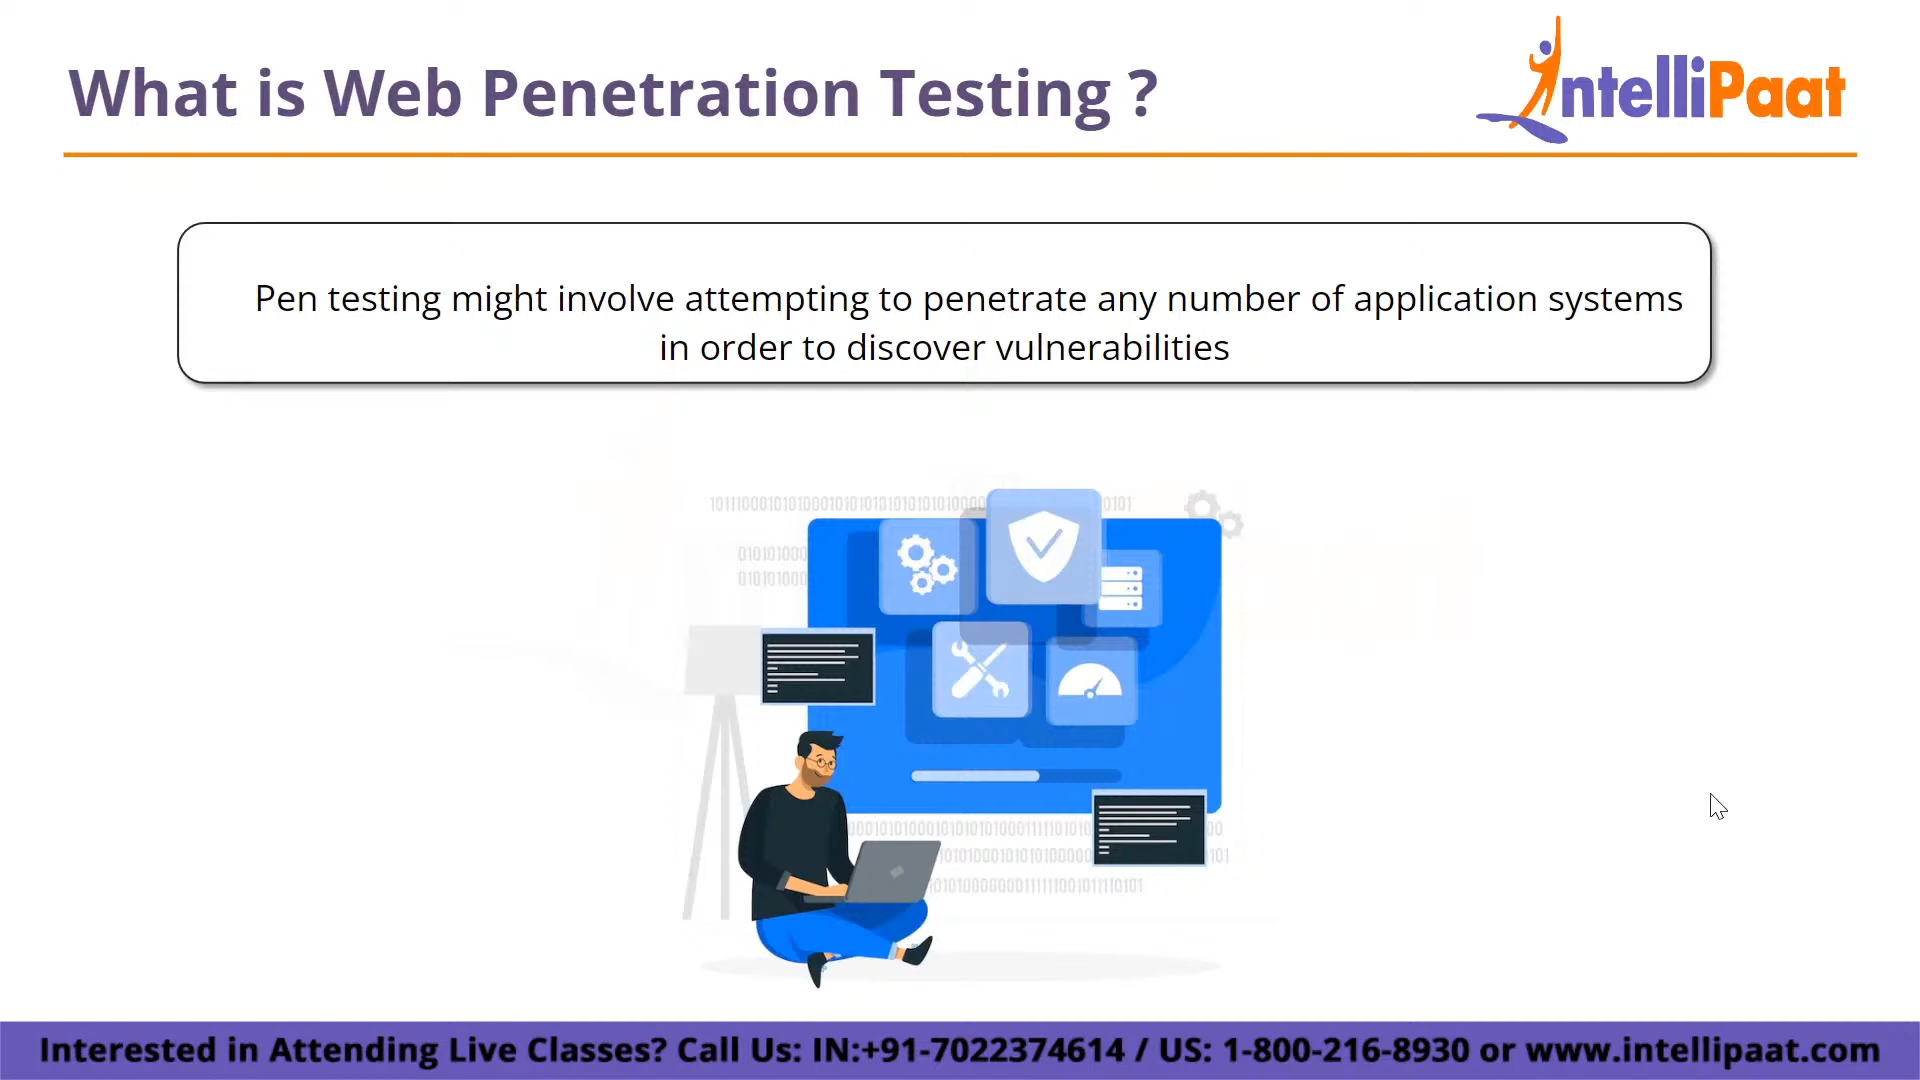 What is Web Penetration Testing ?
IntelliPaat
Pen testing might involve attempting to penetrate any number of application systems
in order to discover vulnerabilities
Interested in Attending Live Classes? Call Us: IN:+91-7022374614 / US: 1-800-216-8930 or www.intellipaat.com